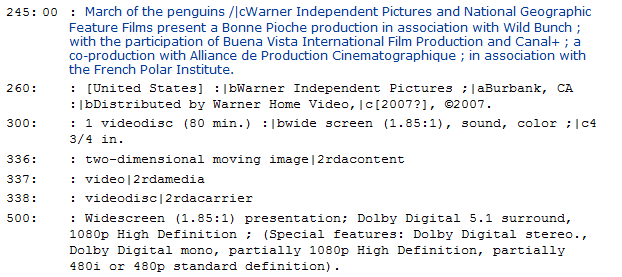 245: 00 : March of the penguins /|cWarner Independent Pictures and National Geographic
Feature Films present a Bonne Pioche production in association with Wild Bunch ;
with the participation of Buena Vista International Film Production and Canal+ ; a
co-production with Alliance de Production Cinematographique ; in association with
the French Polar Institute.
260: : [United States] :|bWarner Independent Pictures ;|aBurbank, CA
:|bDistributed by Warner Home Video,|c[2007?], ©2007.
300: : 1 videodisc (80 min.) :|bwide screen (1.85:1), sound, color ;|c4
3/4 in.
336: : two-dimensional moving image|2rdacontent
337: : video|2rdamedia
338: : videodisc|2rdacarrier
500: : Widescreen (1.85:1) presentation; Dolby Digital 5.1 surround,
1080p High Definition ; (Special features: Dolby Digital stereo.,
Dolby Digital mono, partially 1080p High Definition, partially
480i or 480p standard definition).